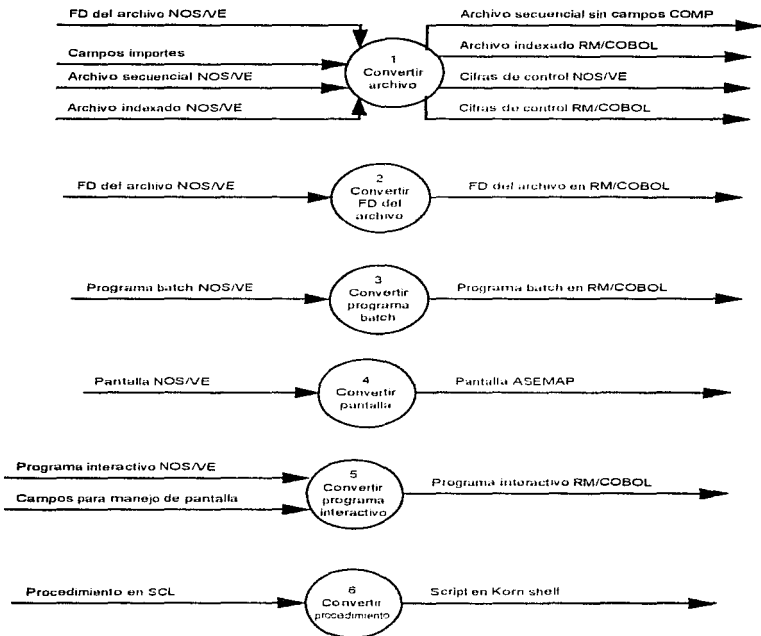 FD del archivo NOS/VE
Campos importes
Archivo secuencial NOS/VE
Archivo indexado NOS/VE
1
Convertir
archivo
Archivo secuencial sin campos COMP
Archivo indexado RM/COBOL
Cifras de control NOS/VE
Cifras de control RM/COBOL
FD del archivo NOS/VE
2
Convertir
FD del
archivo
FD del archivo en RM/COBOL
Programa batch NOS/VE
3
Convertir
programa
batch
Programa batch en RM/COBOL
Pantalla NOS/VE
4
Convertir
pantalla
Pantalla ASEMAP
Programa interactivo NOS/VE
Campos para manejo de pantalla
5
Convertir
programa
interactivo
Programa interactivo RM/COBOL
Procedimiento en SCL
6
Convertir
procedimiento
Script en Korn shell